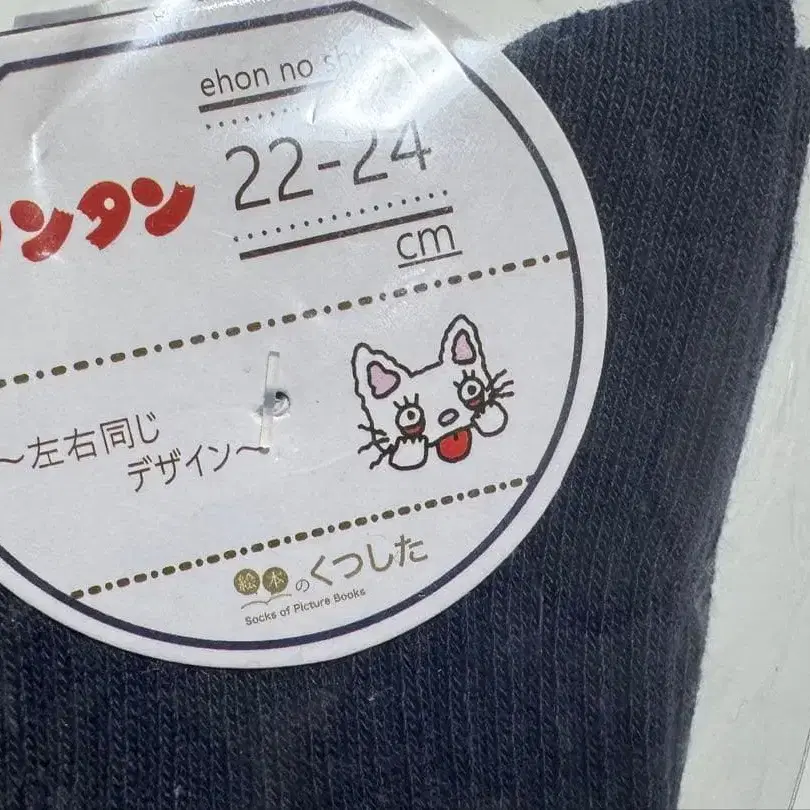 ehon no
22-24
cm
ンタン
～左右同じ
デザイン～
絵本のくつした
Socks of Picture Books